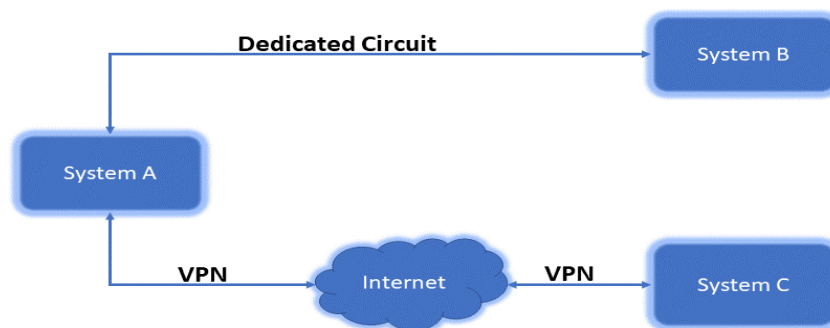 Dedicated Circuit
System B
System A
VPN
Internet
VPN
System C